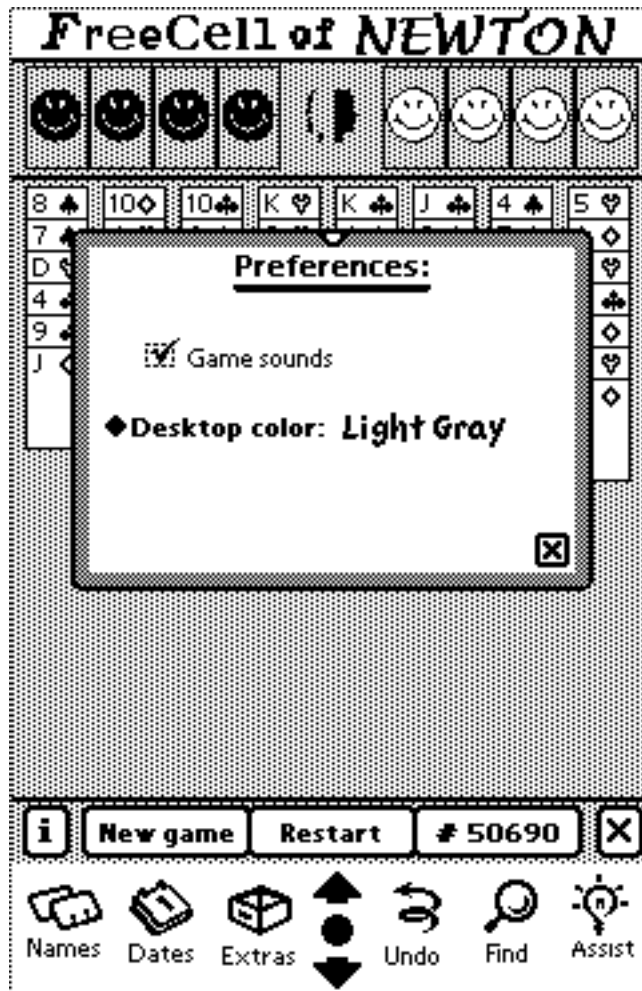 FreeCell of NEWTON
8 10 10 K K J 4 5
7
D
4
9
J
Preferences:
Game sounds
Desktop color: Light Gray
i New game Restart # 50690
Names Dates Extras Undo Find Assist